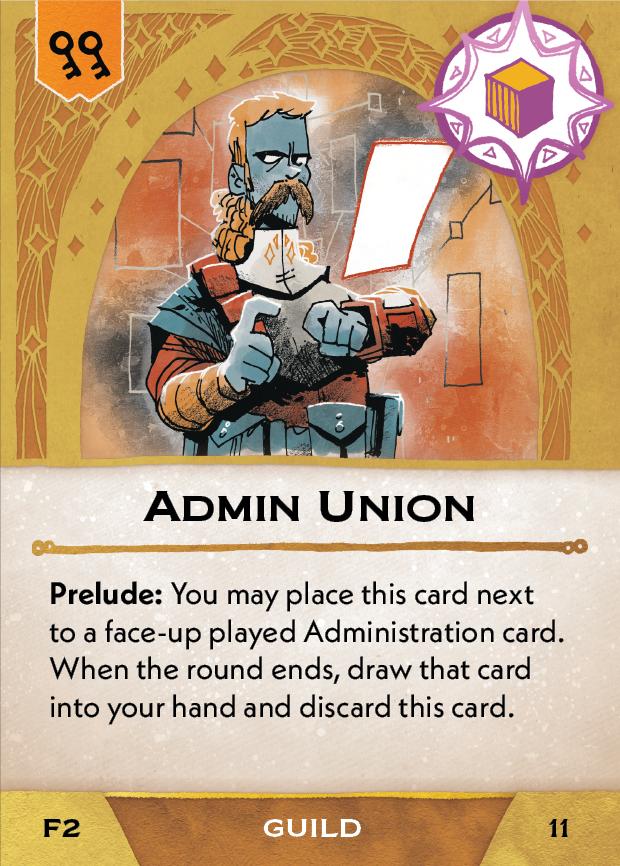 Admin Union
Prelude: You may place this card next
to a face-up played Administration card.
When the round ends, draw that card
into your hand and discard this card.
F2 GUILD 11